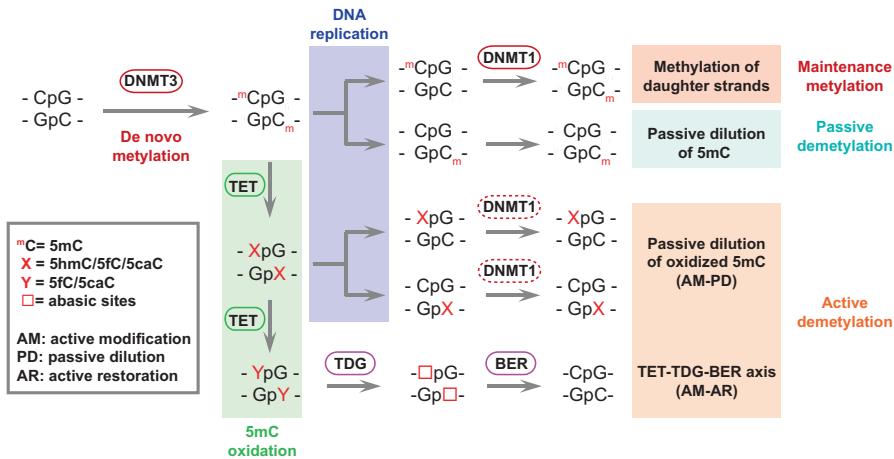 DNA
replication
DNMT3
- CpG -
- GpC -
De novo
metylation
-mCpG -
- GpCm-
-mCpG -
- GpC -
DNMT1
-mCpG -
- GpCm-
Methylation of
daughter strands
Maintenance
metylation
- CpG -
- GpCm-
- CpG -
- GpCm-
Passive dilution
of 5mC
Passive
demetylation
TET
- XpG -
- GpX -
- XpG -
- GpC -
DNMT1
- XpG -
- GpC -
- CpG -
- GpX -
DNMT1
- CpG -
- GpX -
Passive dilution
of oxidized 5mC
(AM-PD)
Active
demetylation
TET
- YpG -
- GpY -
TDG
-□pG -
-Gp□-
BER
-CpG-
-GpC-
TET-TDG-BER axis
(AM-AR)
5mC
oxidation
mC= 5mC
X = 5hmC/5fC/5caC
Y = 5fC/5caC
□= abasic sites
AM: active modification
PD: passive dilution
AR: active restoration